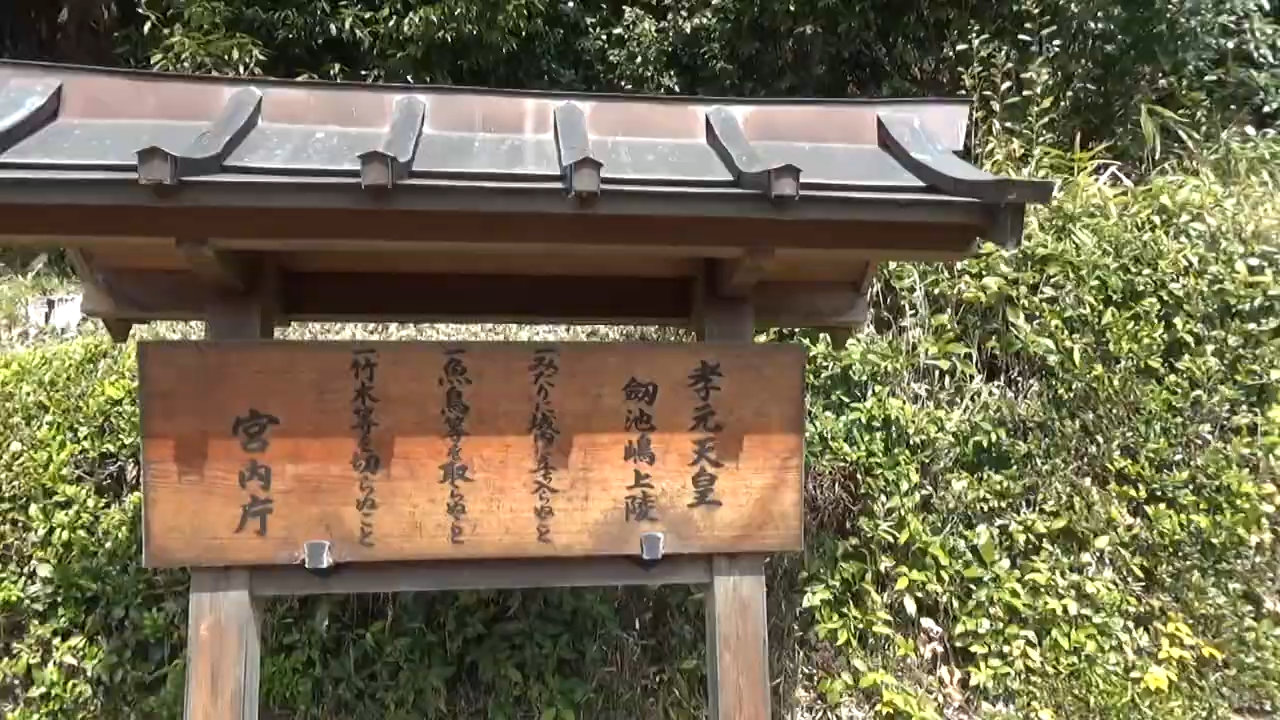 孝元天皇
劔池嶋上陵
一みだりに域内に立入らぬこと
一魚鳥等を取らぬこと
一竹木等を切らぬこと
宮内庁